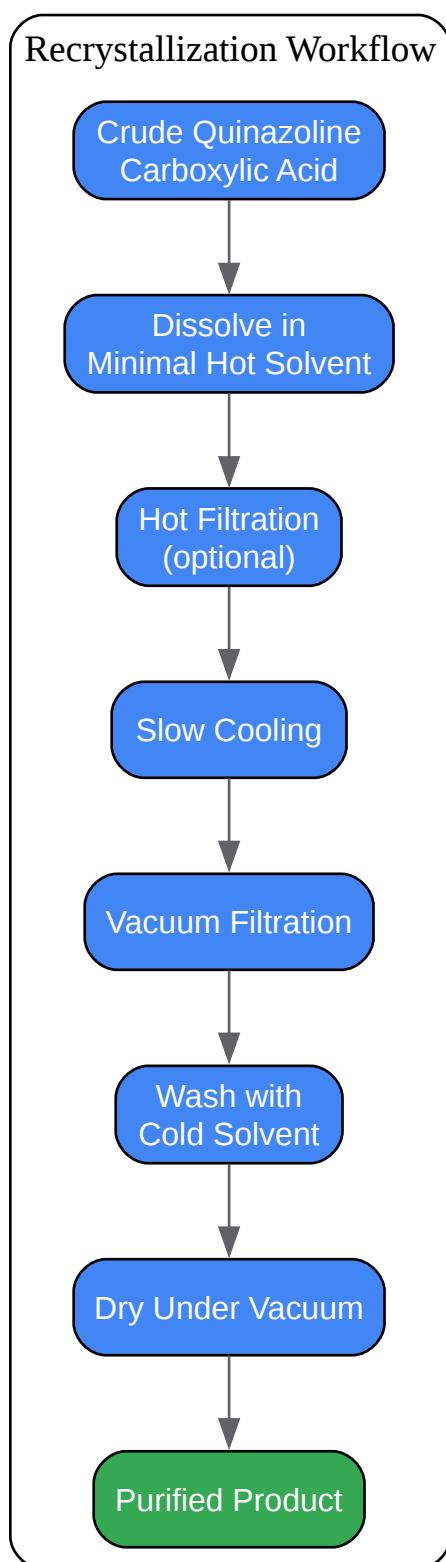 Recrystallization Workflow
Crude Quinazoline
Carboxylic Acid
Dissolve in
Minimal Hot Solvent
Hot Filtration
(optional)
Slow Cooling
Vacuum Filtration
Wash with
Cold Solvent
Dry Under Vacuum
Purified Product